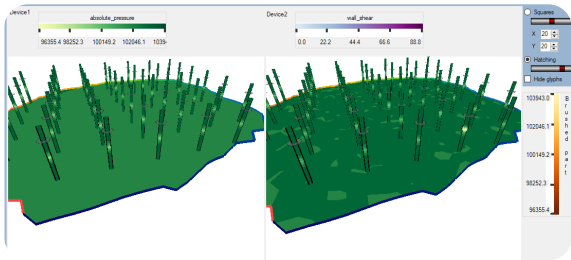 Device1
absolute_pressure
96355.4 98252.3 100149.2 102046.1 1039
Device2
wall_shear
0.0 22.2 44.4 66.6 88.8
Squares
X 20
Y 20
Hatching
Hide glyphs
103943.0
102046.1
100149.2
98252.3
96355.4
Brushed part